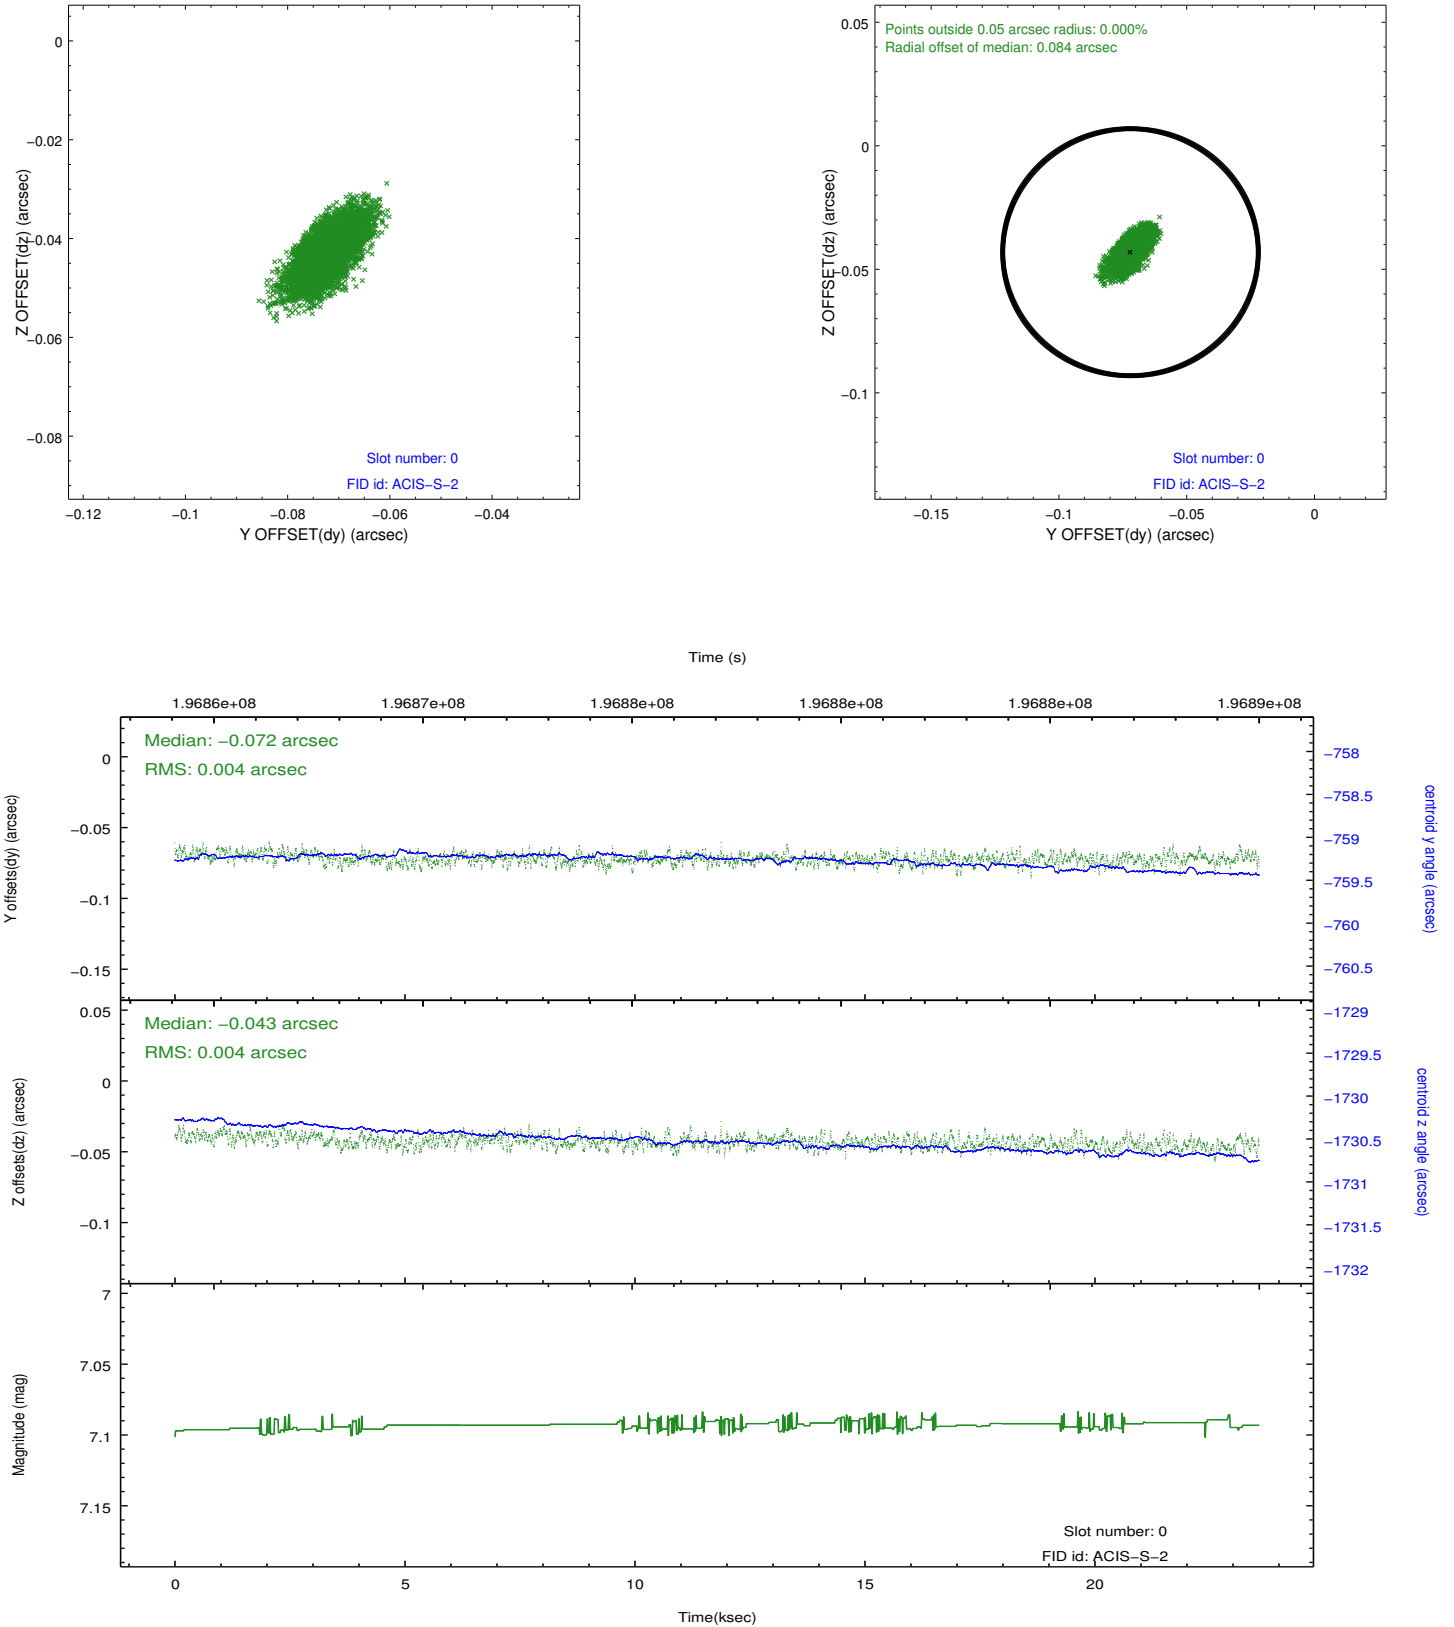 0
−0.02
−0.04
−0.06
−0.08
Z OFFSET(dz) (arcsec)
Slot number: 0
FID id: ACIS−S−2
−0.12
−0.1
−0.08
−0.06
−0.04
Y OFFSET(dy) (arcsec)
Points outside 0.05 arcsec radius: 0.000%
Radial offset of median: 0.084 arcsec
0.05
0
−0.05
−0.1
Z OFFSET(dz) (arcsec)
Slot number: 0
FID id: ACIS−S−2
−0.15
−0.1
−0.05
0
Y OFFSET(dy) (arcsec)
Time (s)
1.9686e+08
1.9687e+08
1.9688e+08
1.9688e+08
1.9688e+08
1.9689e+08
Median: −0.072 arcsec
RMS: 0.004 arcsec
0
−0.05
−0.1
−0.15
Y offsets(dy) (arcsec)
−758
−758.5
−759
−759.5
−760
−760.5
centroid y angle (arcsec)
Median: −0.043 arcsec
RMS: 0.004 arcsec
0.05
0
−0.05
−0.1
Z offsets(dz) (arcsec)
−1729
−1729.5
−1730
−1730.5
−1731
−1731.5
−1732
centroid z angle (arcsec)
7
7.05
7.1
7.15
Magnitude (mag)
Slot number: 0
FID id: ACIS−S−2
0
5
10
15
20
Time(ksec)